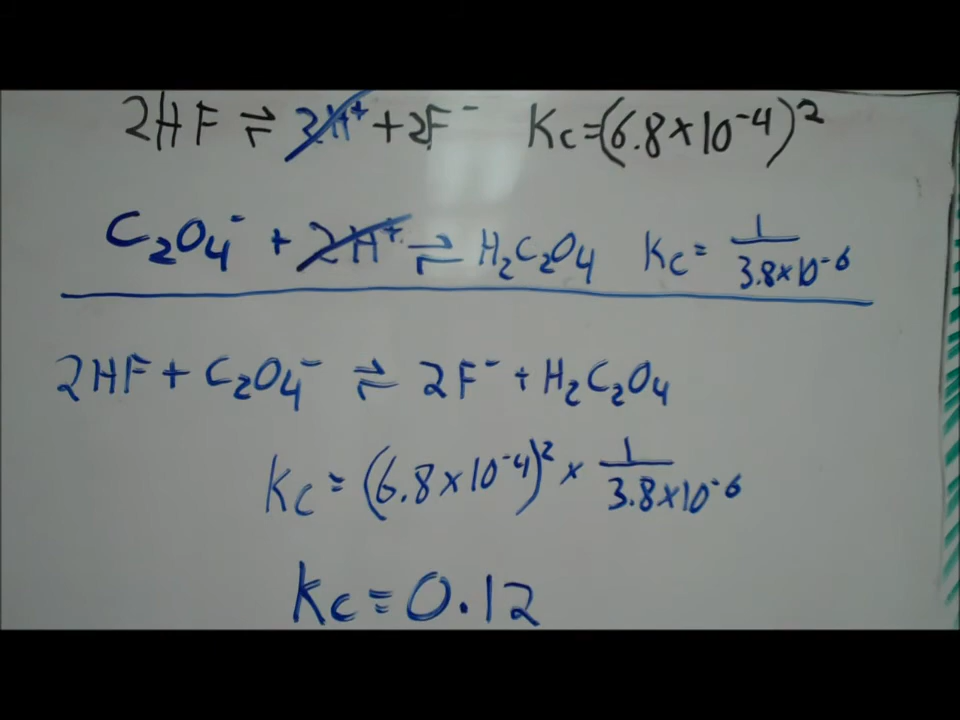 2HF ⇌ 2H⁺ + 2F⁻ Kc = (6.8×10⁻⁴)²
C₂O₄⁻ + 2H⁺ ⇌ H₂C₂O₄ Kc = 1/3.8×10⁻⁶
2HF + C₂O₄⁻ ⇌ 2F⁻ + H₂C₂O₄
Kc = (6.8×10⁻⁴)² × 1/3.8×10⁻⁶
Kc = 0.12